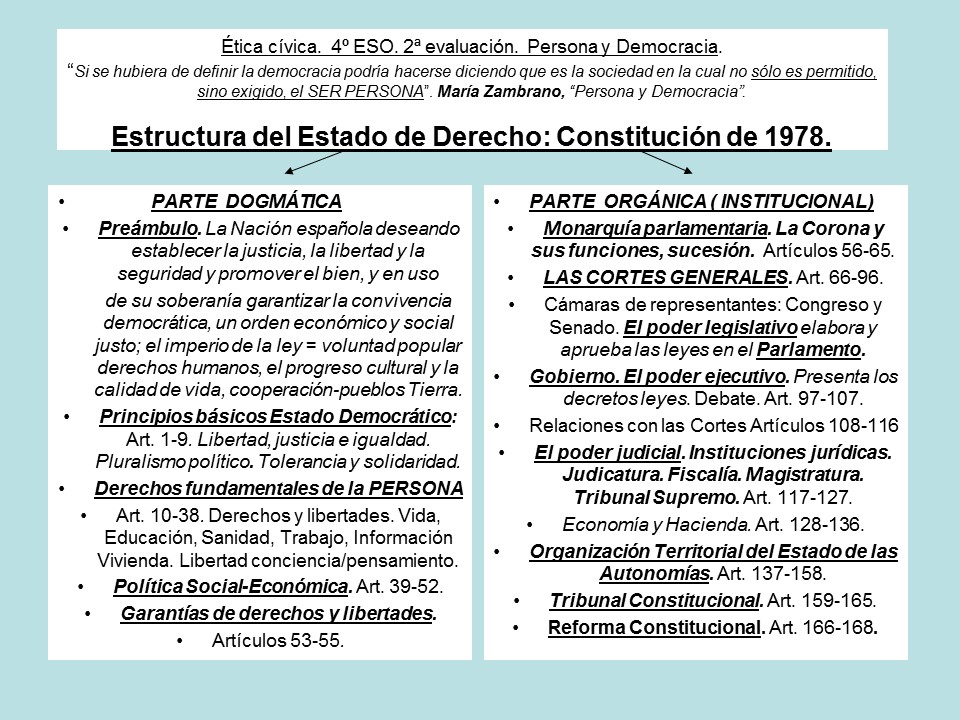 Ética cívica. 4º ESO. 2ª evaluación. Persona y Democracia.
“Si se hubiera de definir la democracia podría hacerse diciendo que es la sociedad en la cual no sólo es permitido,
sino exigido, el SER PERSONA”. María Zambrano, “Persona y Democracia”.
Estructura del Estado de Derecho: Constitución de 1978.
• PARTE DOGMÁTICA
• Preámbulo. La Nación española deseando
establecer la justicia, la libertad y la
seguridad y promover el bien, y en uso
de su soberanía garantizar la convivencia
democrática, un orden económico y social
justo; el imperio de la ley = voluntad popular
derechos humanos, el progreso cultural y la
calidad de vida, cooperación-pueblos Tierra.
• Principios básicos Estado Democrático:
Art. 1-9. Libertad, justicia e igualdad.
Pluralismo político. Tolerancia y solidaridad.
• Derechos fundamentales de la PERSONA
• Art. 10-38. Derechos y libertades. Vida,
Educación, Sanidad, Trabajo, Información
Vivienda. Libertad conciencia/pensamiento.
• Política Social-Económica. Art. 39-52.
• Garantías de derechos y libertades.
• Artículos 53-55.
• PARTE ORGÁNICA ( INSTITUCIONAL)
• Monarquía parlamentaria. La Corona y
sus funciones, sucesión. Artículos 56-65.
• LAS CORTES GENERALES. Art. 66-96.
• Cámaras de representantes: Congreso y
Senado. El poder legislativo elabora y
aprueba las leyes en el Parlamento.
• Gobierno. El poder ejecutivo. Presenta los
decretos leyes. Debate. Art. 97-107.
• Relaciones con las Cortes Artículos 108-116
• El poder judicial. Instituciones jurídicas.
Judicatura. Fiscalía. Magistratura.
Tribunal Supremo. Art. 117-127.
• Economía y Hacienda. Art. 128-136.
• Organización Territorial del Estado de las
Autonomías. Art. 137-158.
• Tribunal Constitucional. Art. 159-165.
• Reforma Constitucional. Art. 166-168.